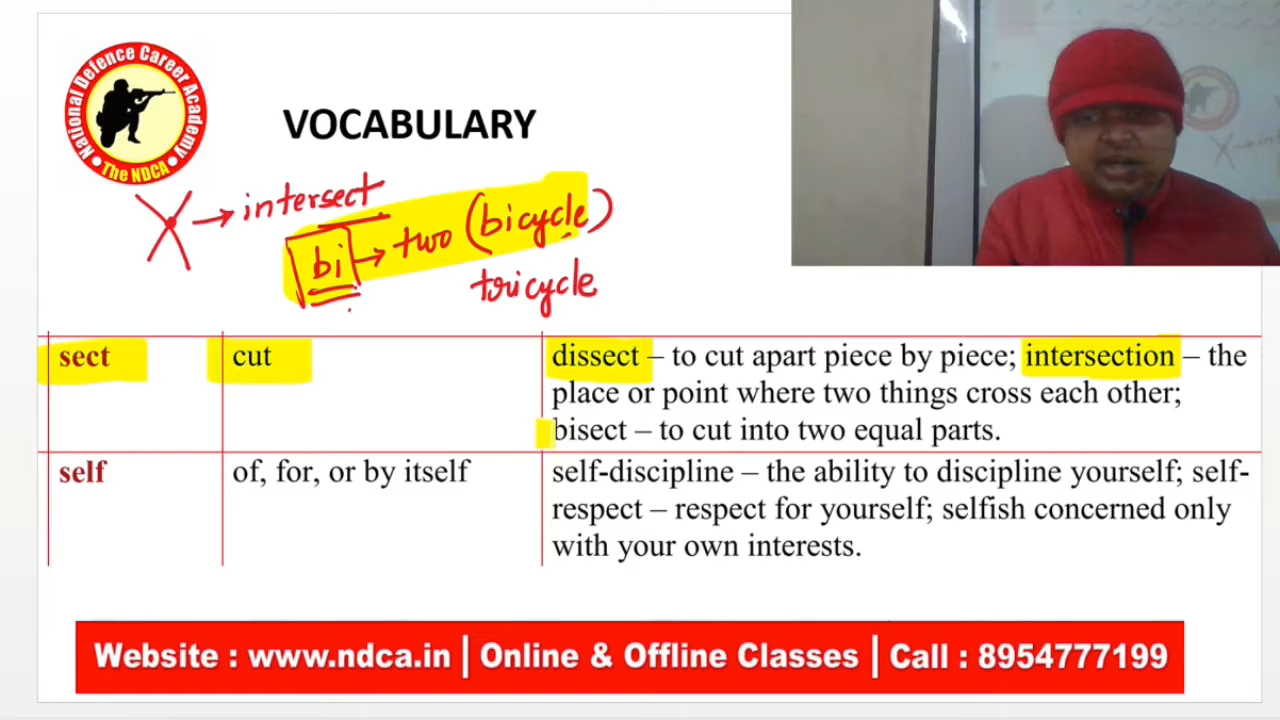 National Defence Career Academy
The NDCA
VOCABULARY
intersect
bi → two (bicycle)
tricycle
sect
cut
dissect – to cut apart piece by piece; intersection – the
place or point where two things cross each other;
bisect – to cut into two equal parts.
self
of, for, or by itself
self-discipline – the ability to discipline yourself; self-
respect – respect for yourself; selfish concerned only
with your own interests.
Website : www.ndca.in | Online & Offline Classes | Call : 8954777199